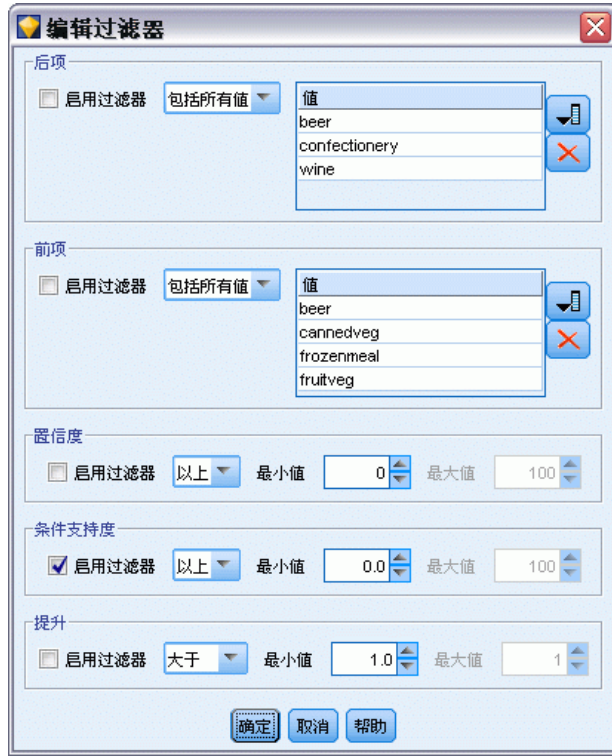 编辑过滤器
后项
启用过滤器 包括所有值 值
beer
confectionery
wine
前项
启用过滤器 包括所有值 值
beer
cannedveg
frozenmeal
fruitveg
置信度
启用过滤器 以上 最小值 0 最大值 100
条件支持度
启用过滤器 以上 最小值 0.0 最大值 100
提升
启用过滤器 大于 最小值 1.0 最大值 1
确定 取消 帮助